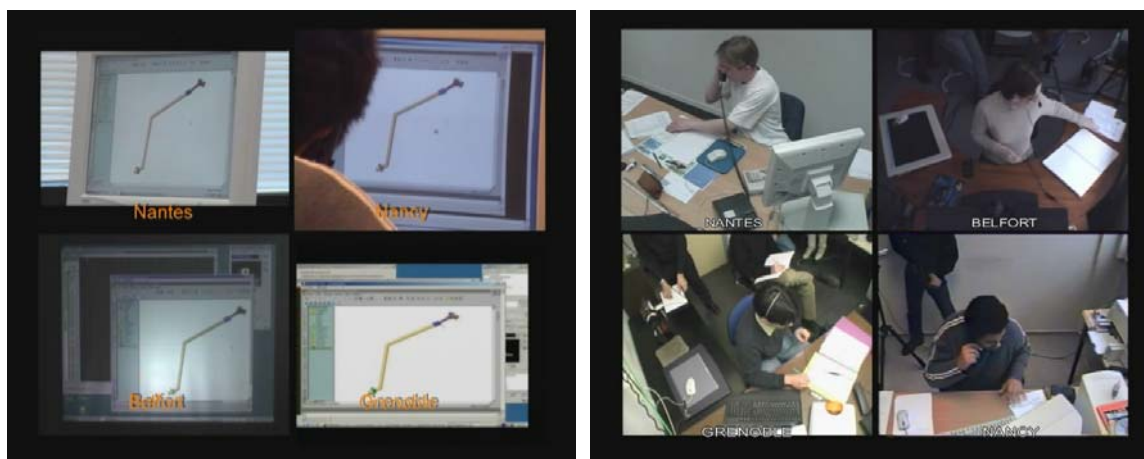 Nantes
Nancy
Belfort
Grenoble
NANTES
BELFORT
GRENOBLE
NANCY